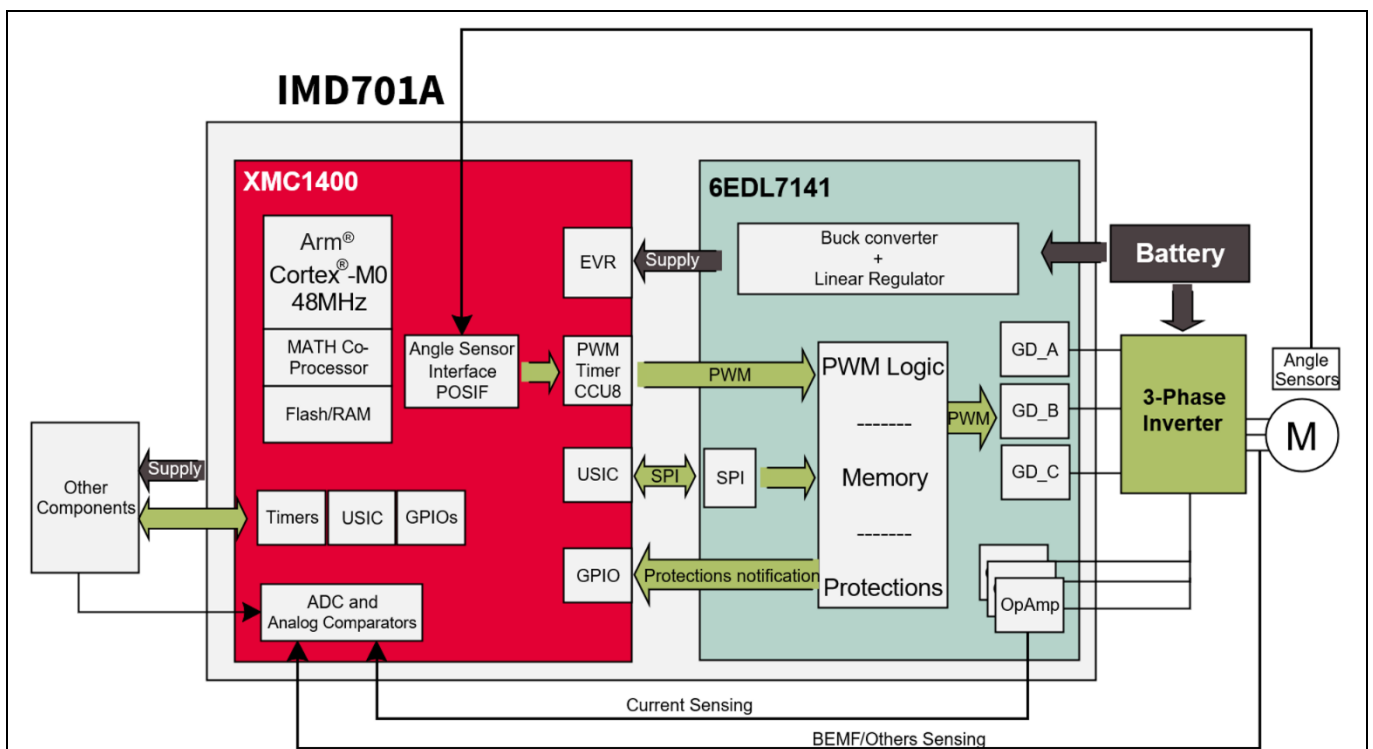 IMD701A
XMC1400
Arm®
Cortex®-M0
48MHz
MATH Co-
Processor
Flash/RAM
Angle Sensor
Interface
POSIF
EVR
PWM
Timer
CCU8
USIC
GPIO
Timers
USIC
GPIOs
ADC and
Analog Comparators
Other
Components
Supply
Supply
PWM
SPI
Protections notification
6EDL7141
Buck converter
+
Linear Regulator
SPI
PWM Logic
-------
Memory
-------
Protections
PWM
GD_A
GD_B
GD_C
OpAmp
Battery
3-Phase
Inverter
Angle
Sensors
M
Current Sensing
BEMF/Others Sensing